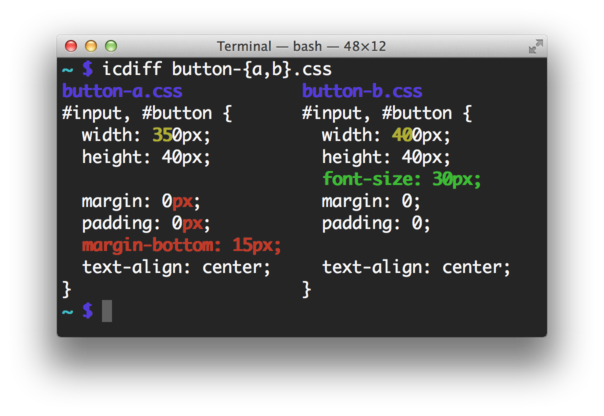 Terminal — bash — 48×12
~ $ icdiff button-{a,b}.css
button-a.css button-b.css
#input, #button { #input, #button {
width: 350px; width: 400px;
height: 40px; height: 40px;
font-size: 30px;
margin: 0px; margin: 0;
padding: 0px; padding: 0;
margin-bottom: 15px;
text-align: center; text-align: center;
} }
~ $